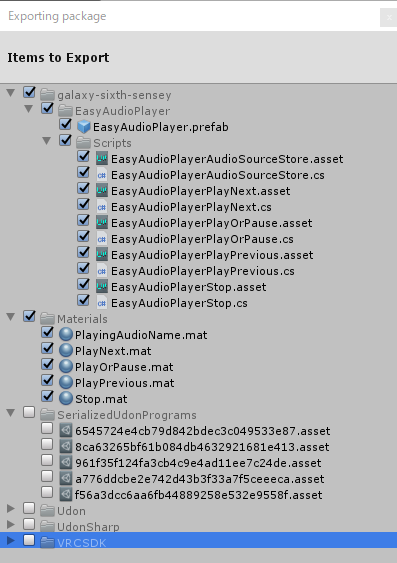 Exporting package
x
Items to Export
galaxy-sixth-sensey
EasyAudioPlayer
EasyAudioPlayer.prefab
Scripts
EasyAudioPlayerAudioSourceStore.asset
EasyAudioPlayerAudioSourceStore.cs
EasyAudioPlayerPlayNext.asset
EasyAudioPlayerPlayNext.cs
EasyAudioPlayerPlayOrPause.asset
EasyAudioPlayerPlayOrPause.cs
EasyAudioPlayerPlayPrevious.asset
EasyAudioPlayerPlayPrevious.cs
EasyAudioPlayerStop.asset
EasyAudioPlayerStop.cs
Materials
PlayingAudioName.mat
PlayNext.mat
PlayOrPause.mat
PlayPrevious.mat
Stop.mat
SerializedUdonPrograms
6545724e4cb79d842bdec3c049533e87.asset
8ca63265bf61b084db4632921681e413.asset
961f35f124fa3cb4c9e4ad11ee7c24de.asset
a776ddcbe2e742d43b3f33a7f5ceeeca.asset
f56a3dcc6aa6fb44889258e532e9558f.asset
Udon
UdonSharp
VRCSDK